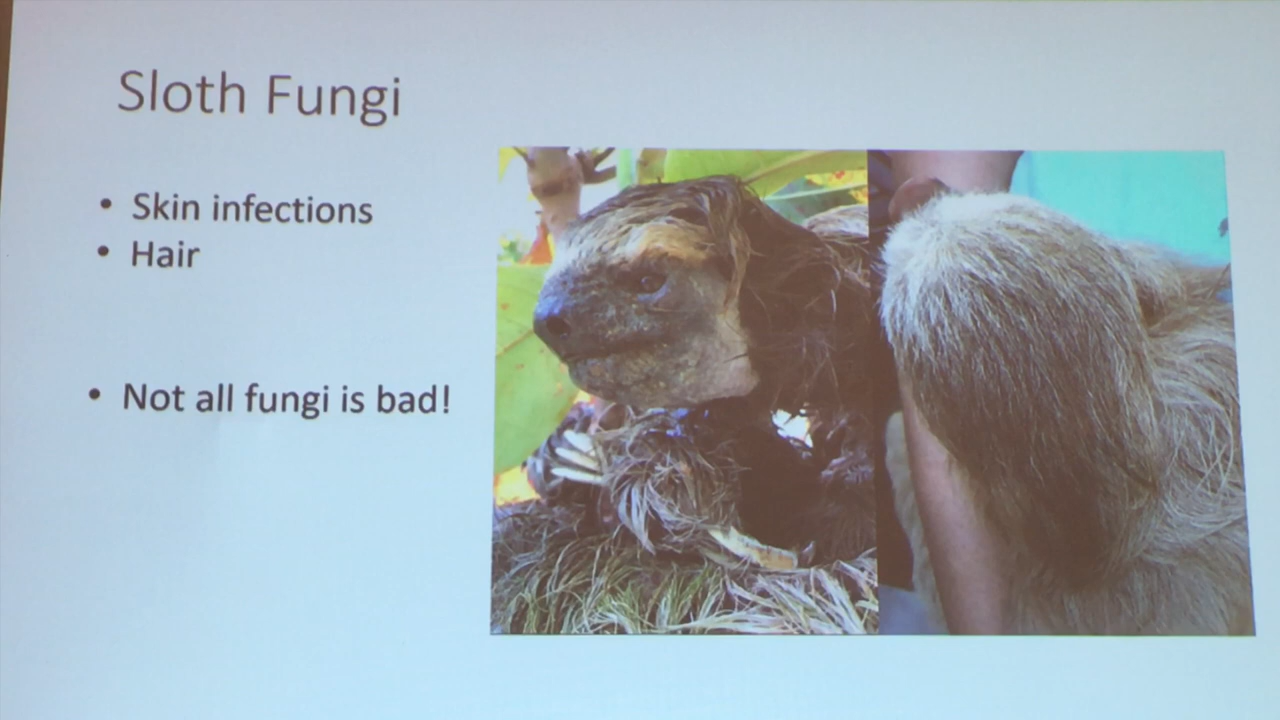 Sloth Fungi
• Skin infections
• Hair
• Not all fungi is bad!